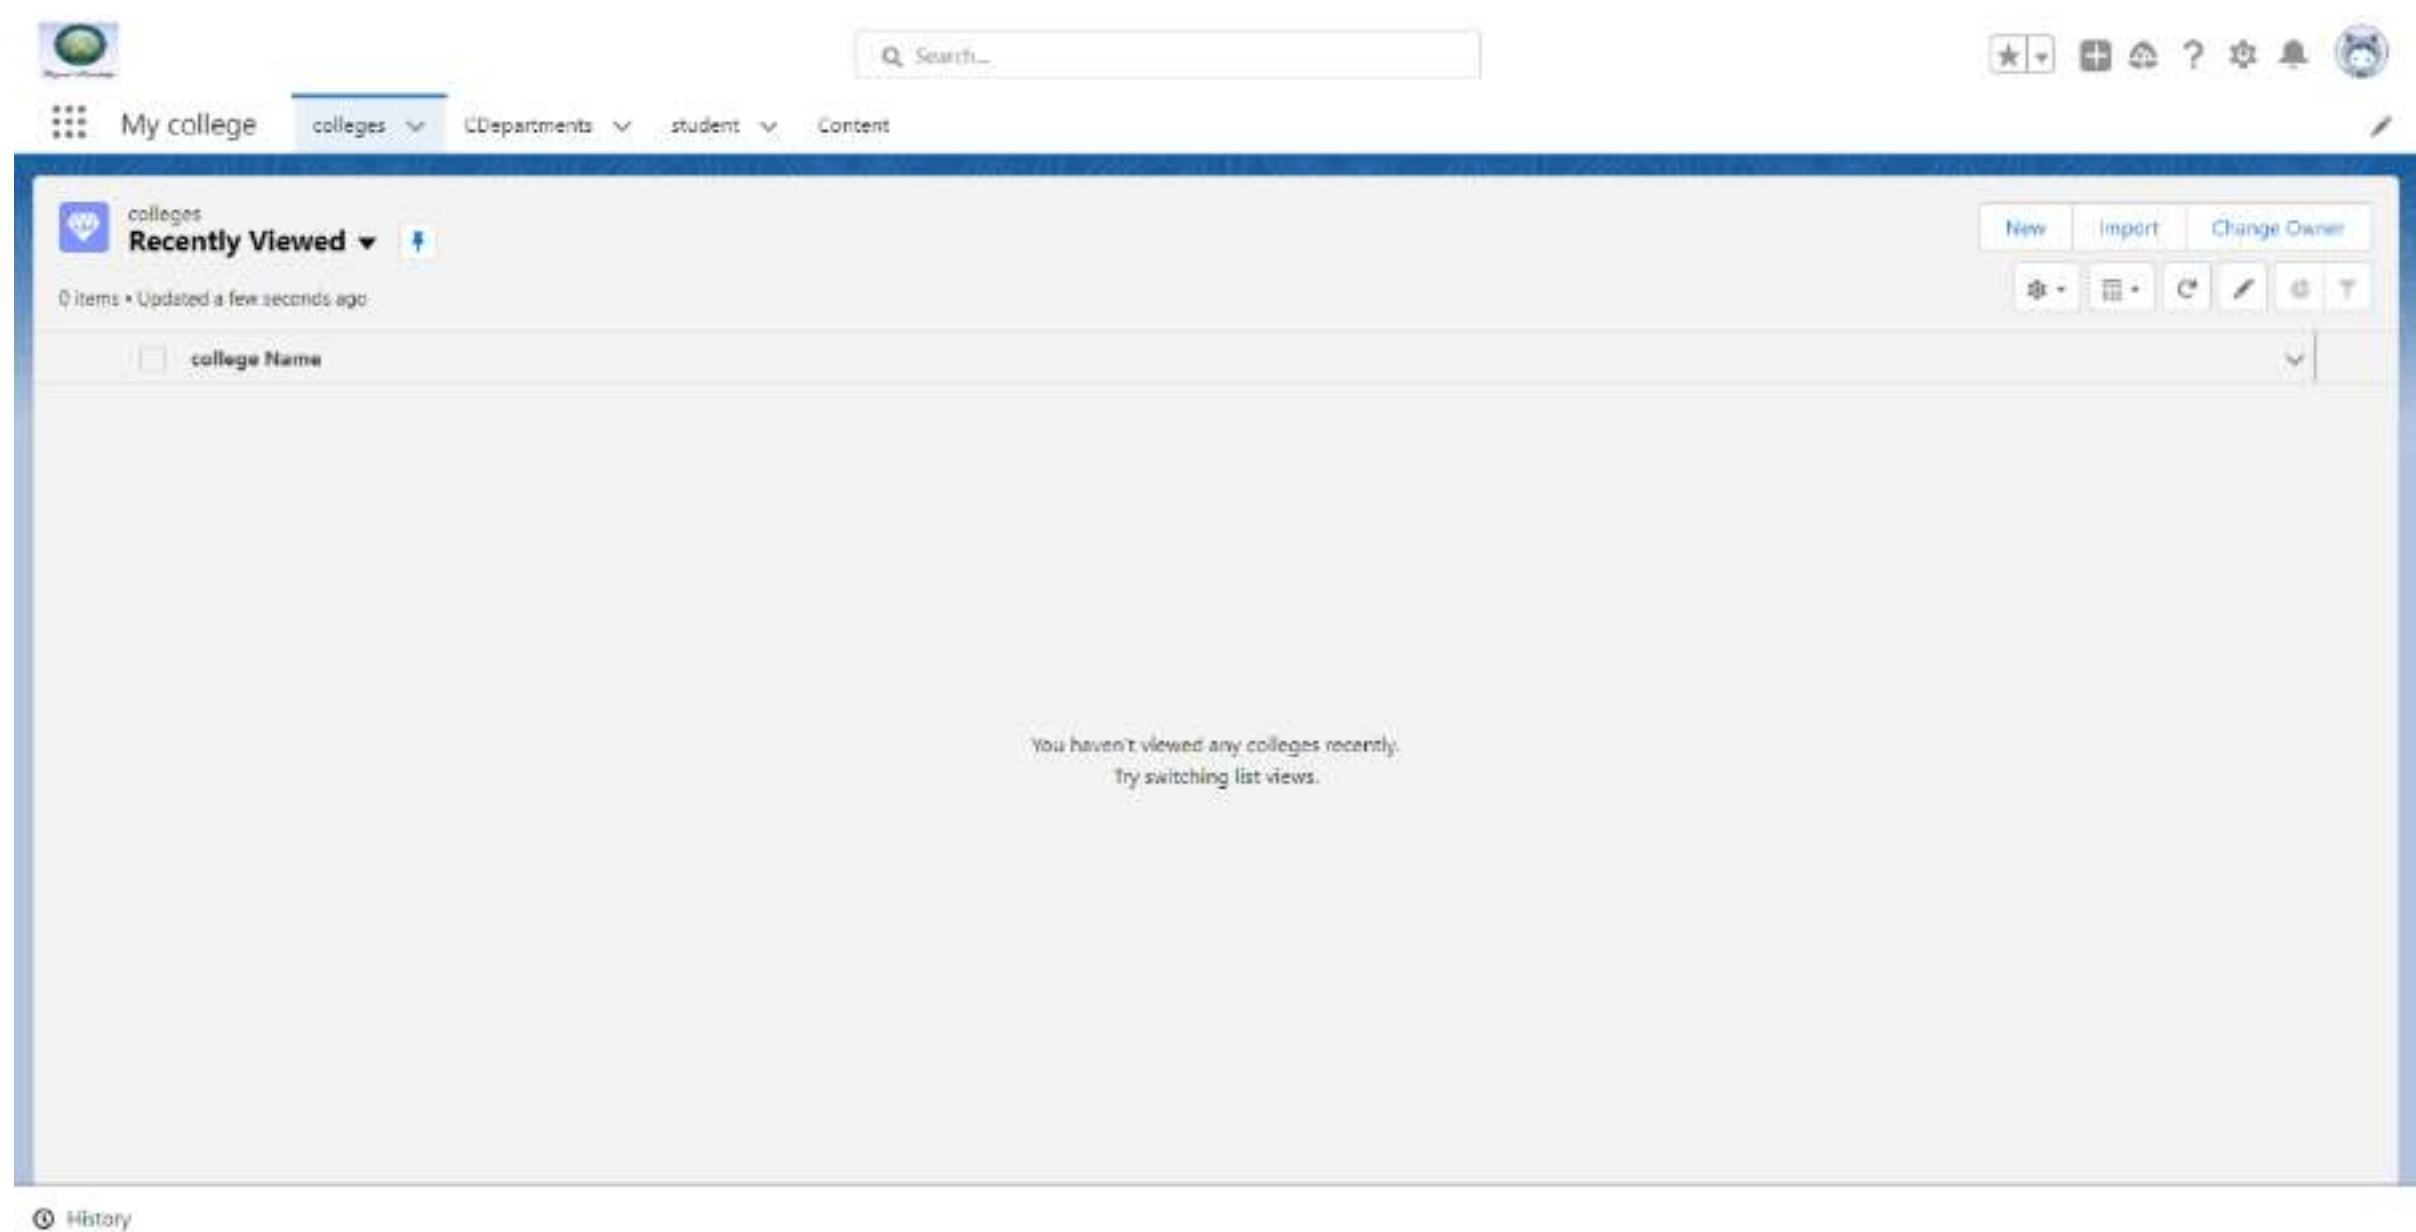 Search...
My college
colleges
CDepartments
student
Content
colleges
Recently Viewed
New
Import
Change Owner
0 items • Updated a few seconds ago
college Name
You haven't viewed any colleges recently.
Try switching list views.
History